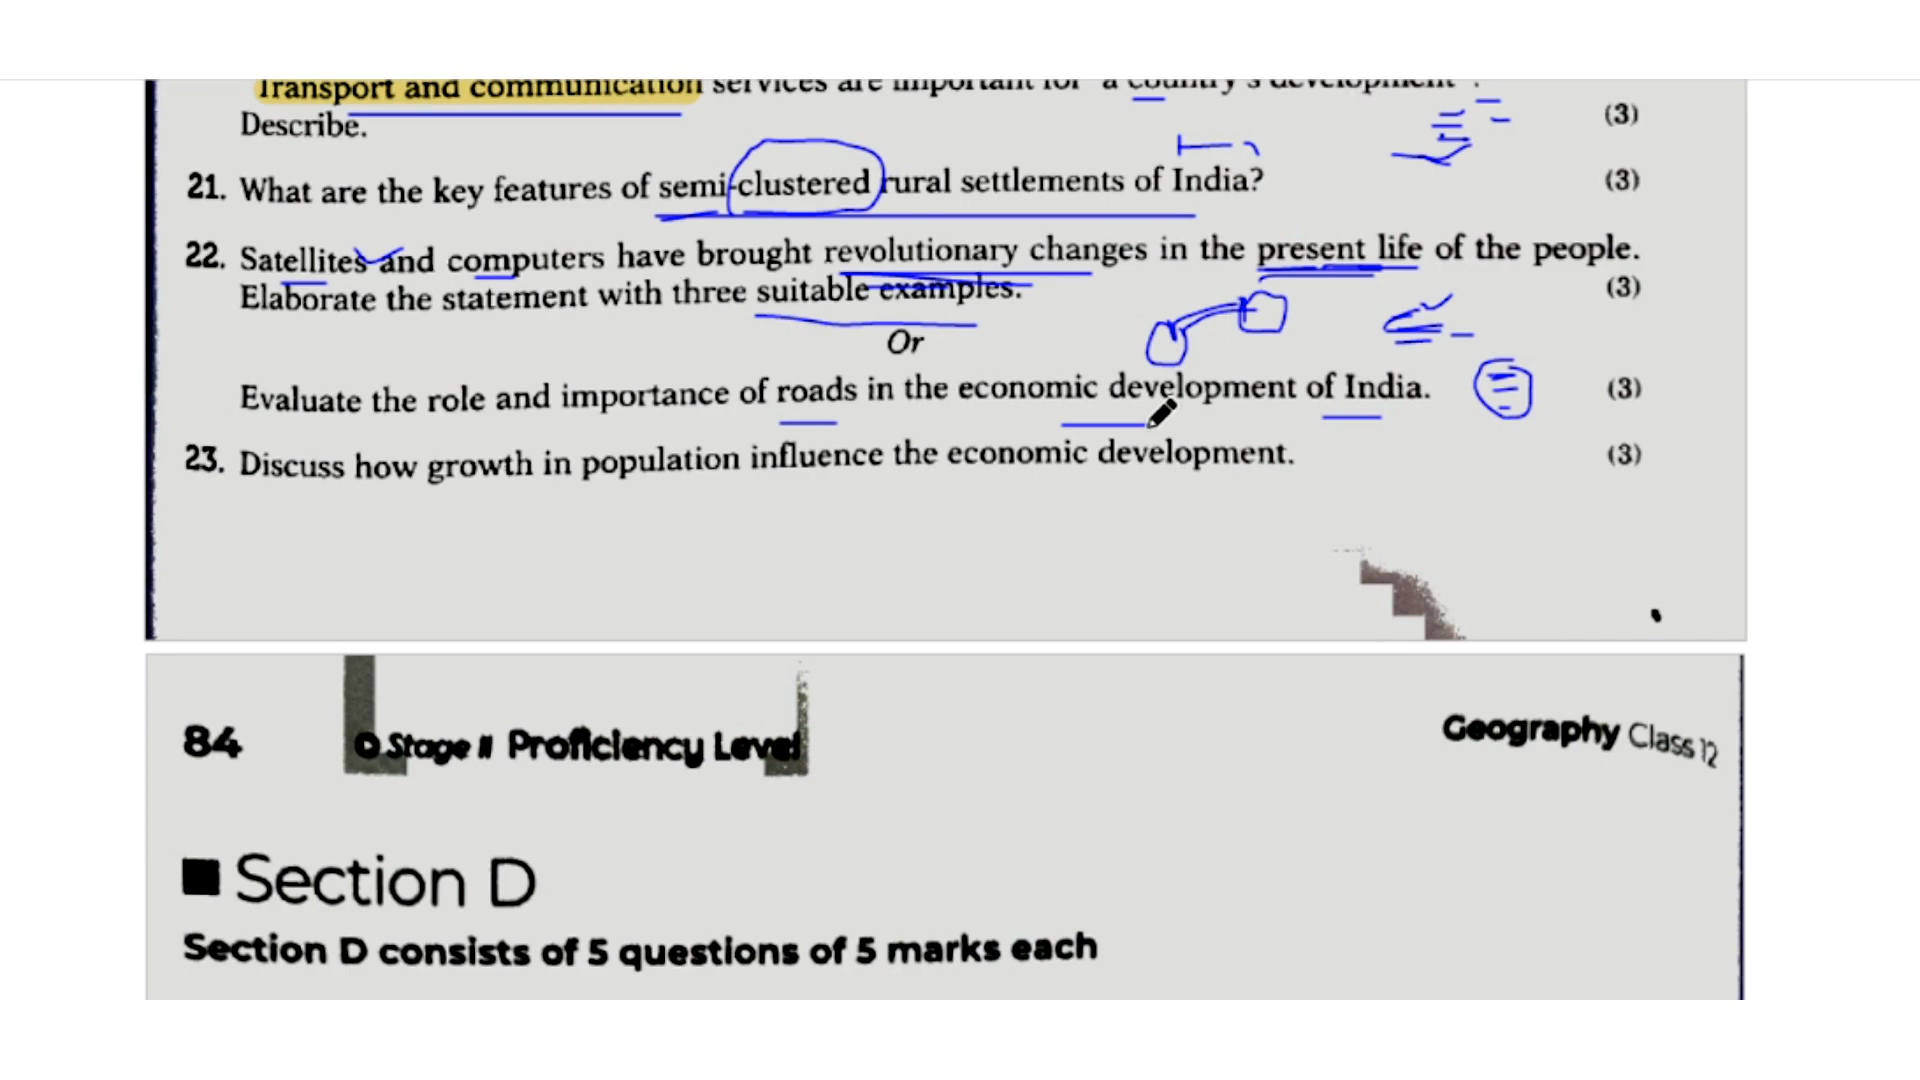 Transport and communication services are important for a country's development".
Describe. (3)
21. What are the key features of semi-clustered rural settlements of India? (3)
22. Satellites and computers have brought revolutionary changes in the present life of the people.
Elaborate the statement with three suitable examples. (3)
Or
Evaluate the role and importance of roads in the economic development of India. (3)
23. Discuss how growth in population influence the economic development. (3)
84 Stage II Proficiency Level Geography Class 12
Section D
Section D consists of 5 questions of 5 marks each